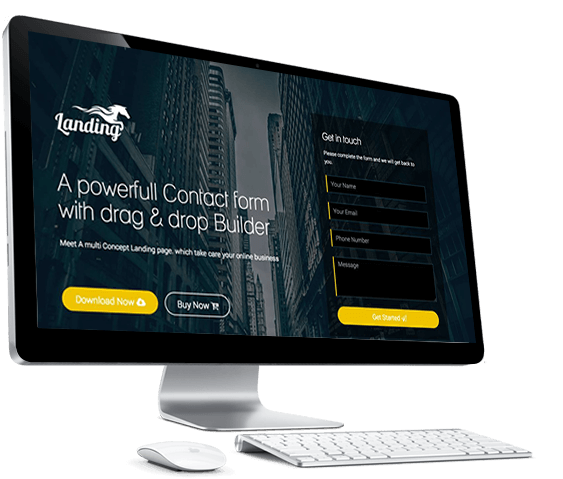 Landing
A powerfull Contact form
with drag & drop Builder
Meet A multi Concept Landing page, which take care your online business
Download Now
Buy Now
Get in touch
Please complete the form and we will get back to
you.
Your Name
Your Email
Phone Number
Message
Get Started